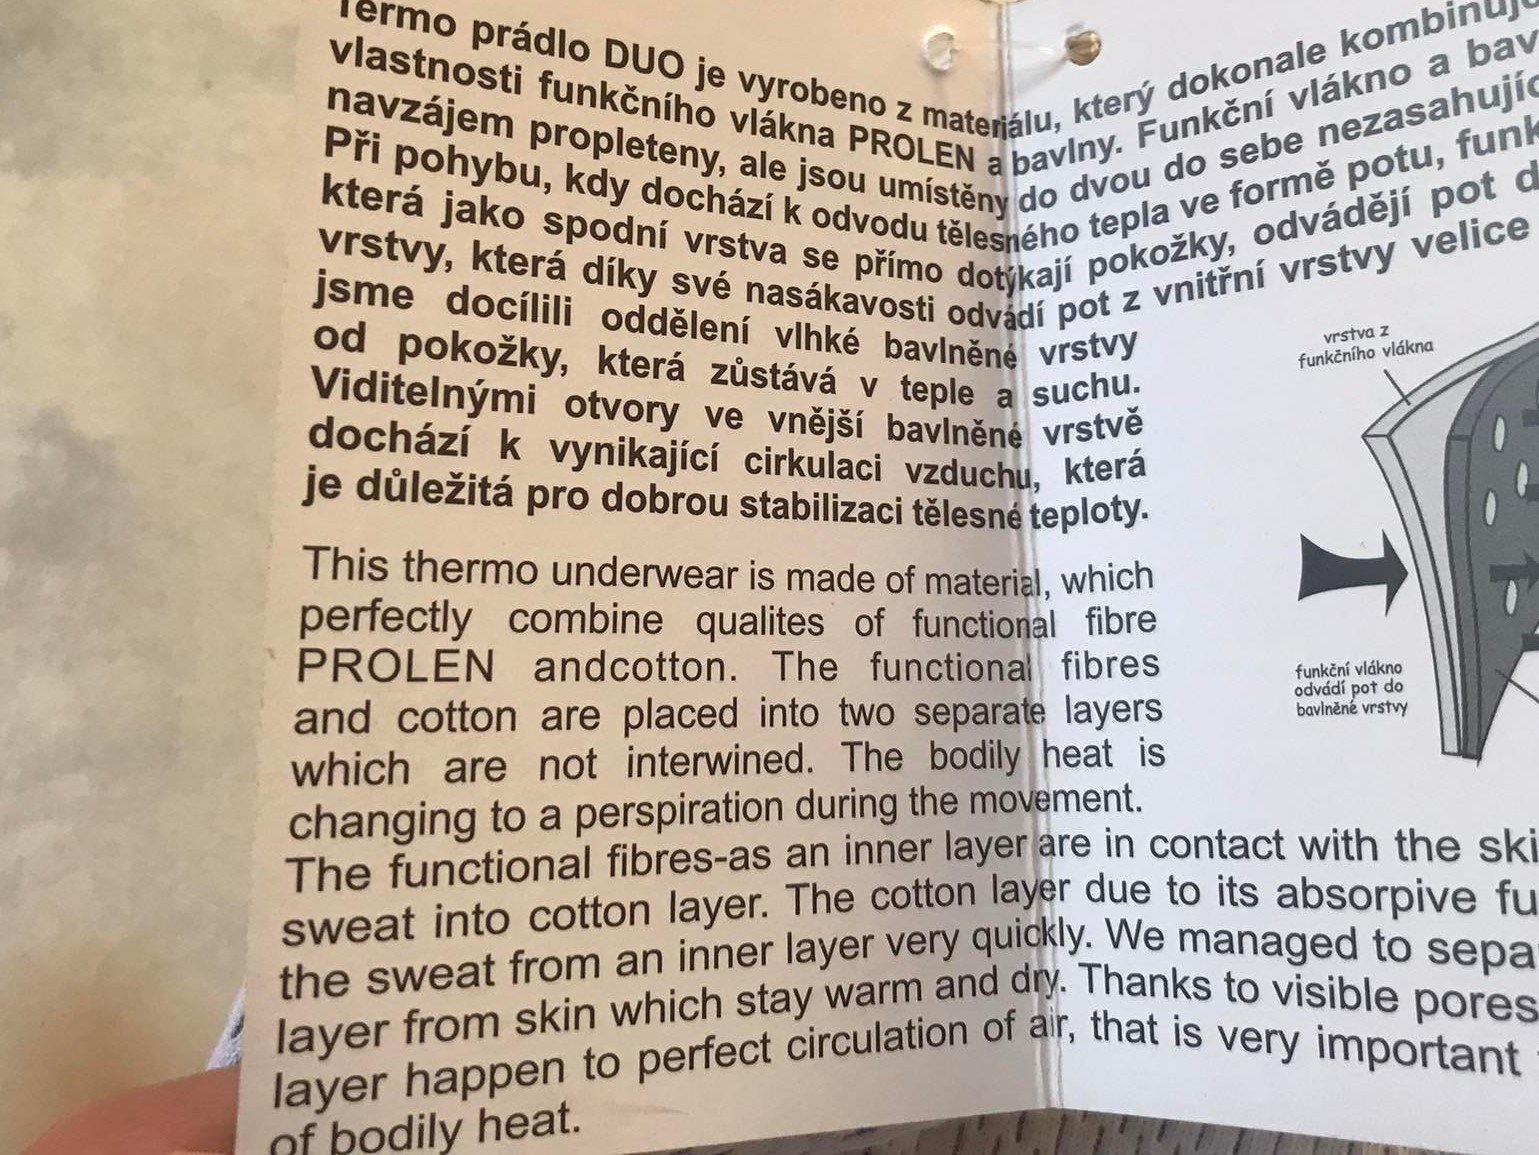 Termo prádlo DUO je vyrobeno z materiálu, který dokonale kombinuj
vlastnosti funkčního vlákna PROLEN a bavlny. Funkční vlákno a bav
navzájem propleteny, ale jsou umístěny do dvou do sebe nezasahujíc
Při pohybu, kdy dochází k odvodu tělesného tepla ve formě potu, funk
která jako spodní vrstva se přímo dotýkají pokožky, odvádějí pot d
vrstvy, která díky své nasákavosti odvádí pot z vnitřní vrstvy velice
jsme docílili oddělení vlhké bavlněné vrstvy
od pokožky, která zůstává v teple a suchu.
Viditelnými otvory ve vnější bavlněné vrstvě
dochází k vynikající cirkulaci vzduchu, která
je důležitá pro dobrou stabilizaci tělesné teploty.
vrstva z
funkčního vlákna
funkční vlákno
odvádí pot do
bavlněné vrstvy
This thermo underwear is made of material, which
perfectly combine qualites of functional fibre
PROLEN andcotton. The functional fibres
and cotton are placed into two separate layers
which are not interwined. The bodily heat is
changing to a perspiration during the movement.
The functional fibres-as an inner layer are in contact with the ski
sweat into cotton layer. The cotton layer due to its absorpive fu
the sweat from an inner layer very quickly. We managed to sepa
layer from skin which stay warm and dry. Thanks to visible pores
layer happen to perfect circulation of air, that is very important
of bodily heat.